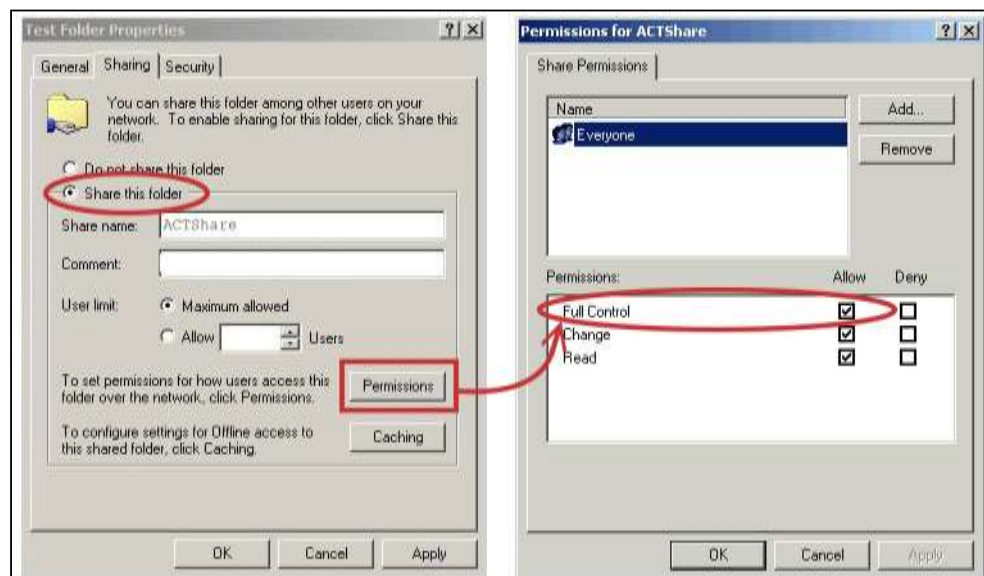 Test Folder Properties
General Sharing Security
You can share this folder among other users on your
network. To enable sharing for this folder, click Share this
folder.
Do not share this folder
Share this folder
Share name: ACTShare
Comment:
User limit: Maximum allowed
Allow Users
To set permissions for how users access this
folder over the network, click Permissions.
Permissions
To configure settings for Offline access to
this shared folder, click Caching.
Caching
OK Cancel Apply
Permissions for ACTShare
Share Permissions
Name
Everyone
Add...
Remove
Permissions: Allow Deny
Full Control
Change
Read
OK Cancel Apply